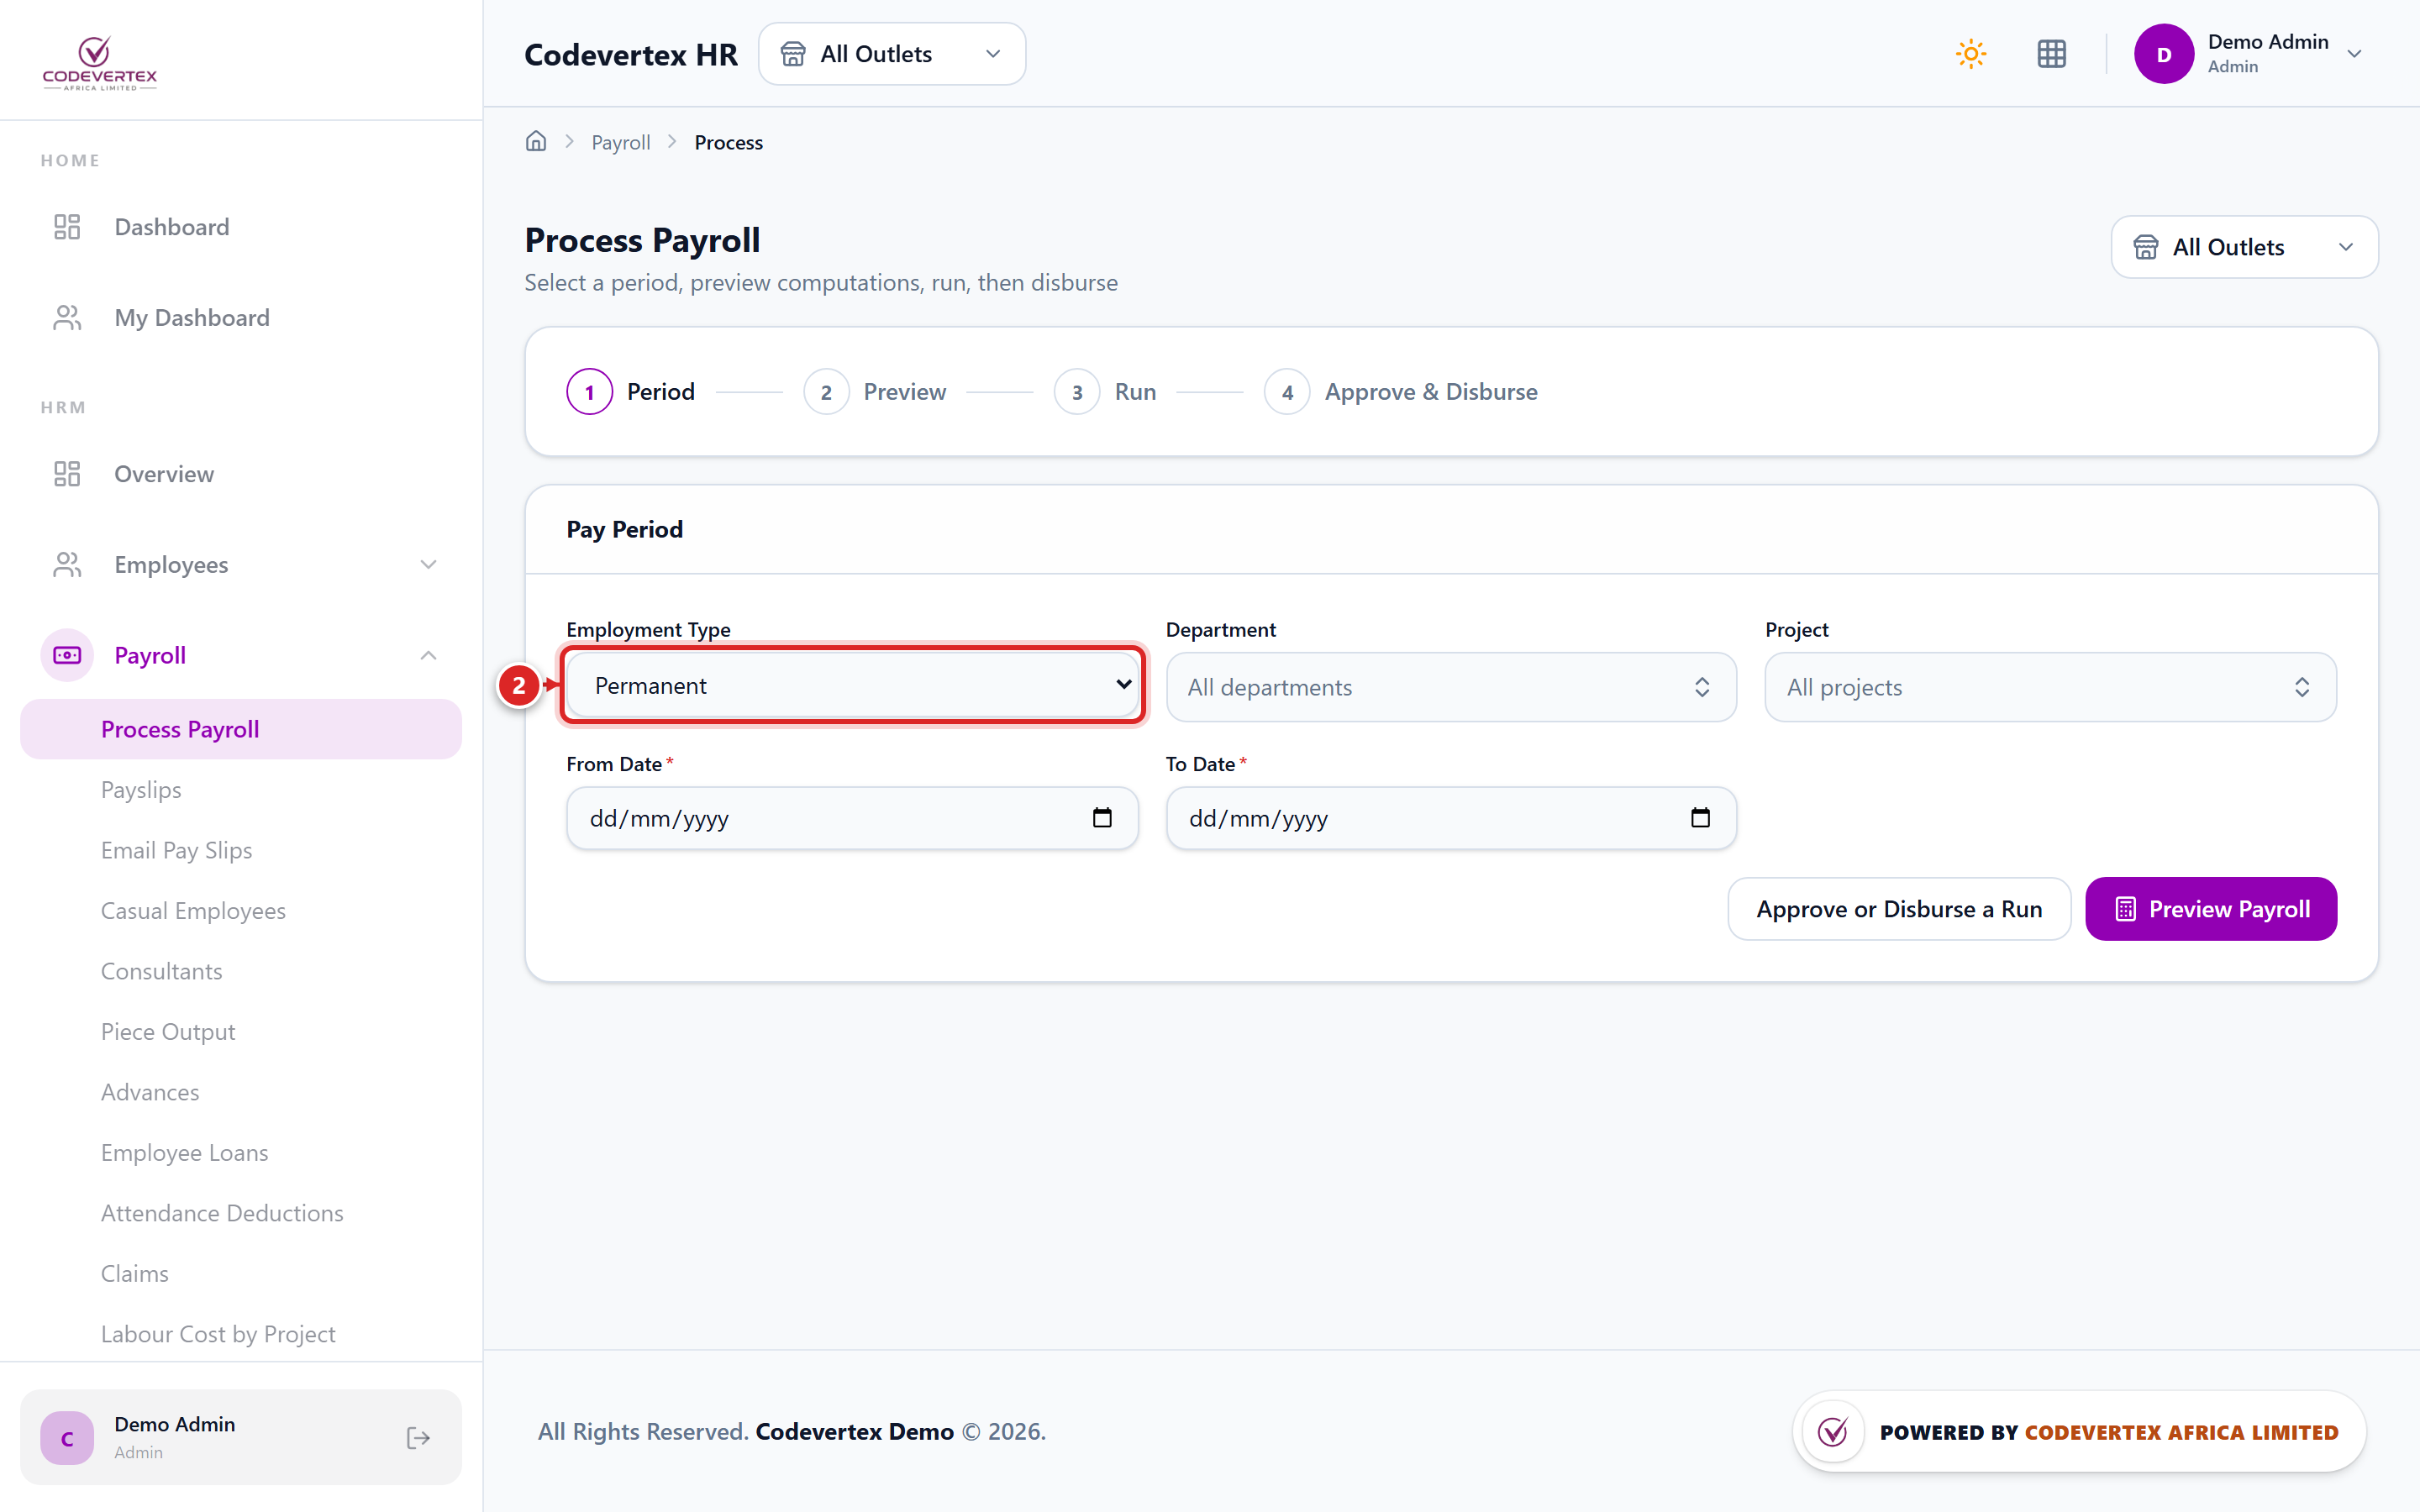 CODEVERTEX
AFRICA LIMITED
HOME
Dashboard
My Dashboard
HRM
Overview
Employees
Payroll
Process Payroll
Payslips
Email Pay Slips
Casual Employees
Consultants
Piece Output
Advances
Employee Loans
Attendance Deductions
Claims
Labour Cost by Project
C
Demo Admin
Admin
Codevertex HR
All Outlets
D
Demo Admin
Admin
Payroll
Process
Process Payroll
Select a period, preview computations, run, then disburse
All Outlets
1 Period
2 Preview
3 Run
4 Approve & Disburse
Pay Period
Employment Type
Department
Project
2
Permanent
All departments
All projects
From Date*
To Date*
dd/mm/yyyy
dd/mm/yyyy
Approve or Disburse a Run
Preview Payroll
All Rights Reserved. Codevertex Demo © 2026.
POWERED BY CODEVERTEX AFRICA LIMITED